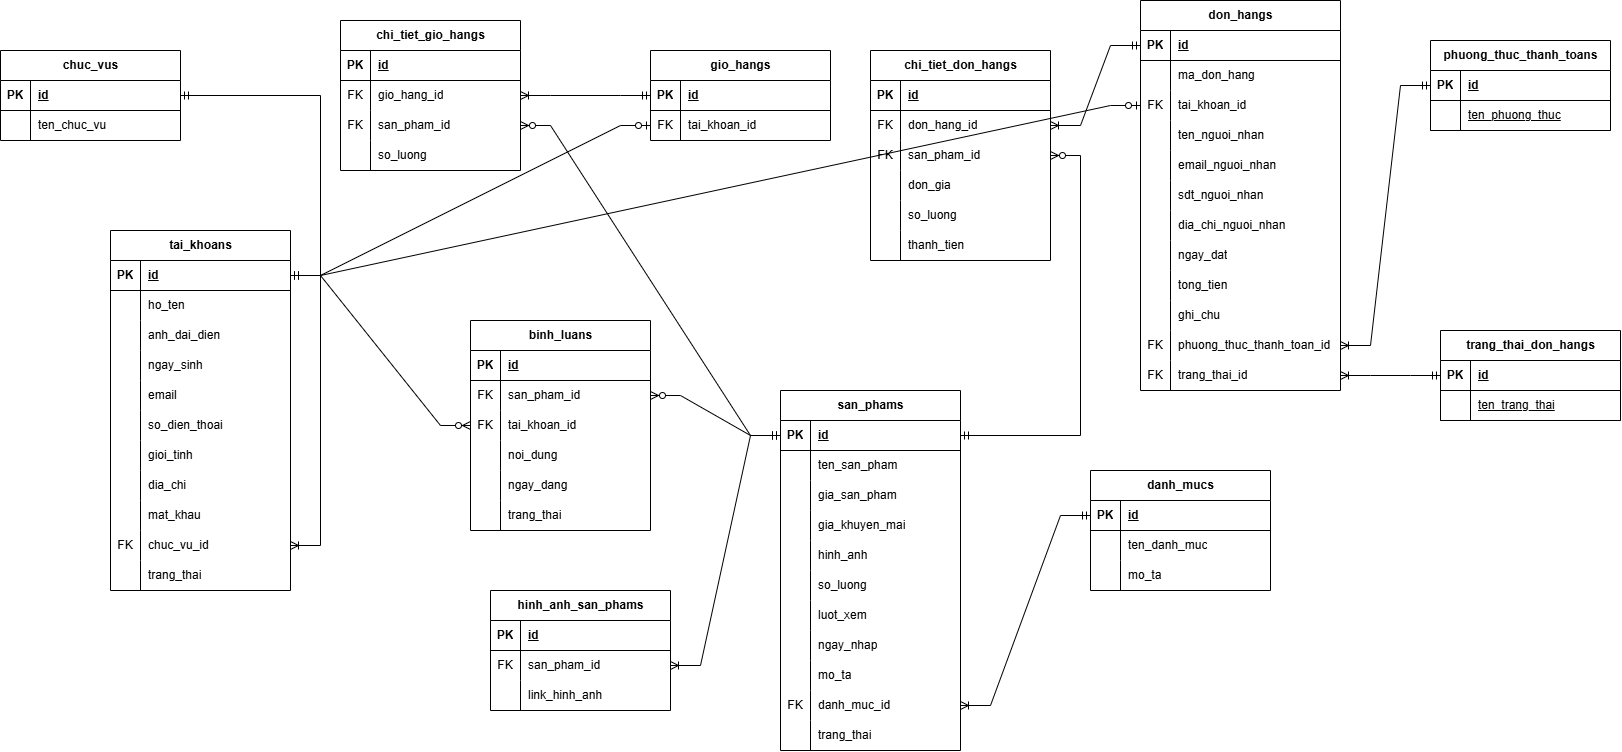 chuc_vus
PK id
ten_chuc_vu
chi_tiet_gio_hangs
PK id
FK gio_hang_id
FK san_pham_id
so_luong
gio_hangs
PK id
FK tai_khoan_id
chi_tiet_don_hangs
PK id
FK don_hang_id
FK san_pham_id
don_gia
so_luong
thanh_tien
don_hangs
PK id
ma_don_hang
FK tai_khoan_id
ten_nguoi_nhan
email_nguoi_nhan
sdt_nguoi_nhan
dia_chi_nguoi_nhan
ngay_dat
tong_tien
ghi_chu
FK phuong_thuc_thanh_toan_id
FK trang_thai_id
phuong_thuc_thanh_toans
PK id
ten_phuong_thuc
trang_thai_don_hangs
PK id
ten_trang_thai
tai_khoans
PK id
ho_ten
anh_dai_dien
ngay_sinh
email
so_dien_thoai
gioi_tinh
dia_chi
mat_khau
FK chuc_vu_id
trang_thai
binh_luans
PK id
FK san_pham_id
FK tai_khoan_id
noi_dung
ngay_dang
trang_thai
hinh_anh_san_phams
PK id
FK san_pham_id
link_hinh_anh
san_phams
PK id
ten_san_pham
gia_san_pham
gia_khuyen_mai
hinh_anh
so_luong
luot_xem
ngay_nhap
mo_ta
FK danh_muc_id
trang_thai
danh_mucs
PK id
ten_danh_muc
mo_ta